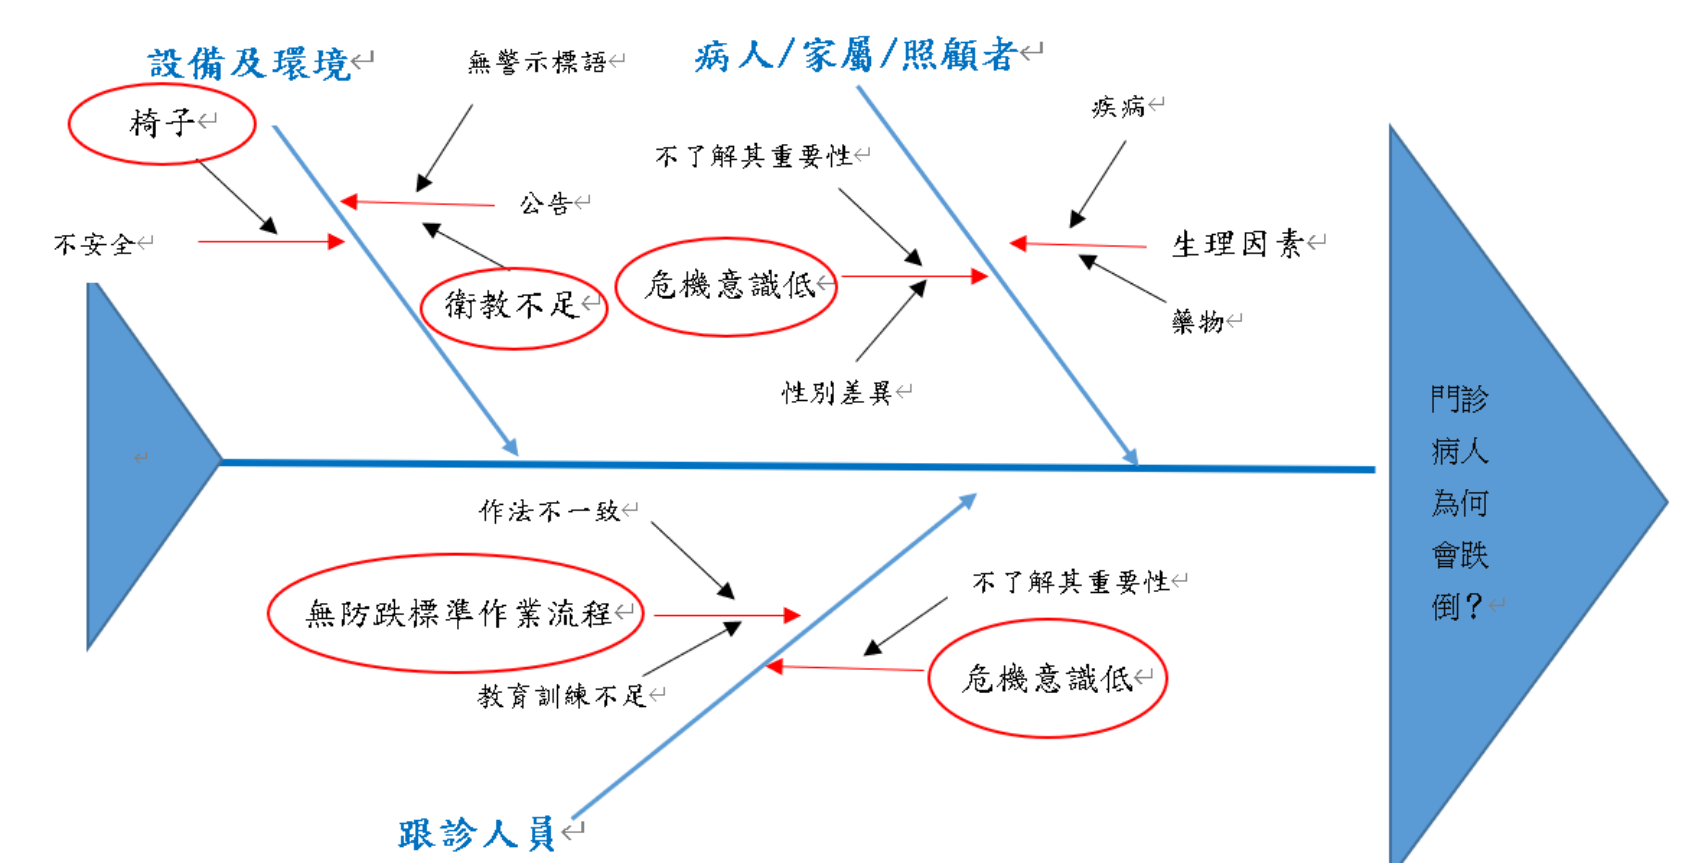 設備及環境
無警示標語
病人/家屬/照顧者
椅子
疾病
不了解其重要性
公告
不安全
生理因素
危機意識低
衛教不足
藥物
性別差異
門診
病人
為何
會跌
倒？
作法不一致
不了解其重要性
無防跌標準作業流程
危機意識低
教育訓練不足
跟診人員